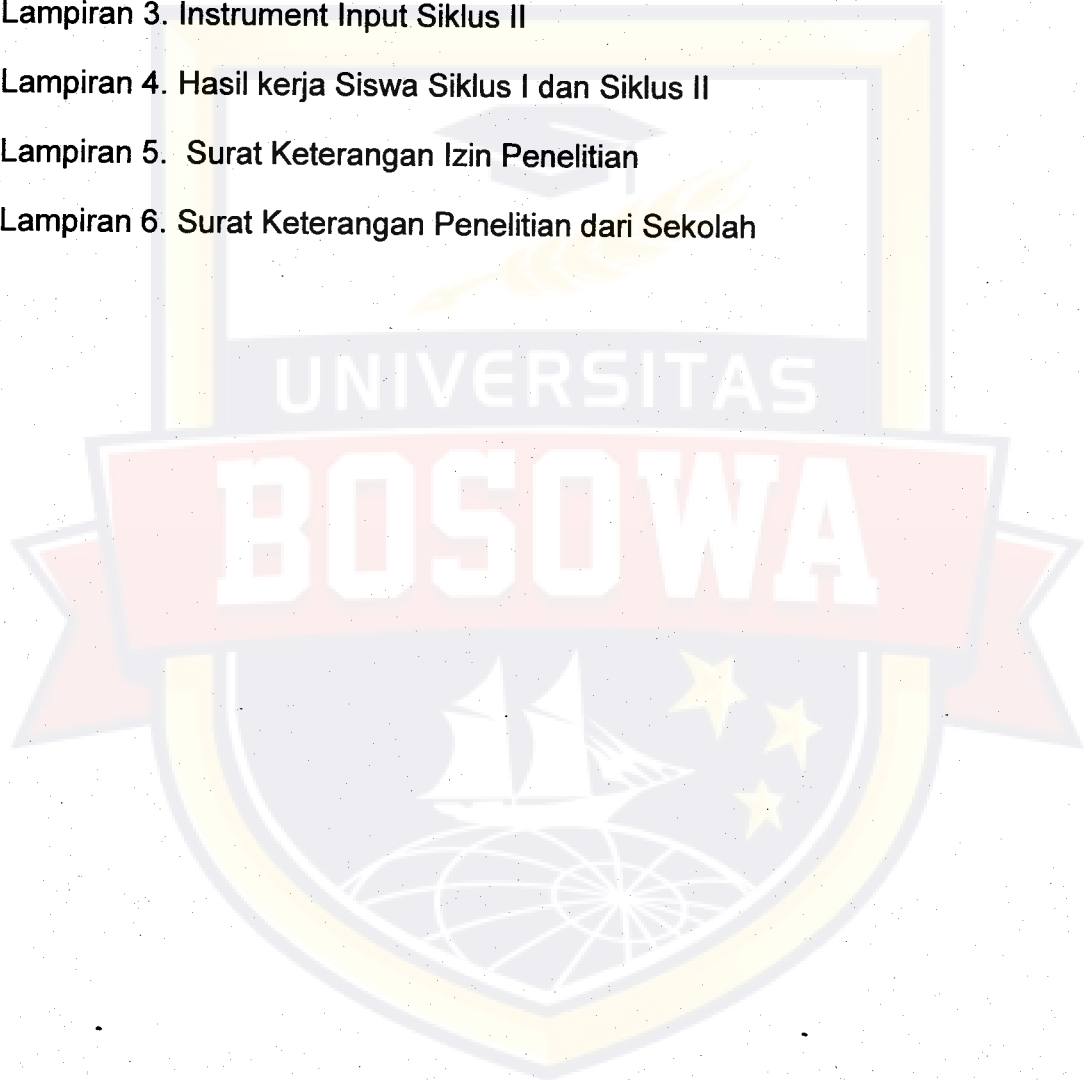 Lampiran 3. Instrument Input Siklus II
Lampiran 4. Hasil kerja Siswa Siklus I dan Siklus II
Lampiran 5. Surat Keterangan Izin Penelitian
Lampiran 6. Surat Keterangan Penelitian dari Sekolah
UNIVERSITAS
BOSOWA